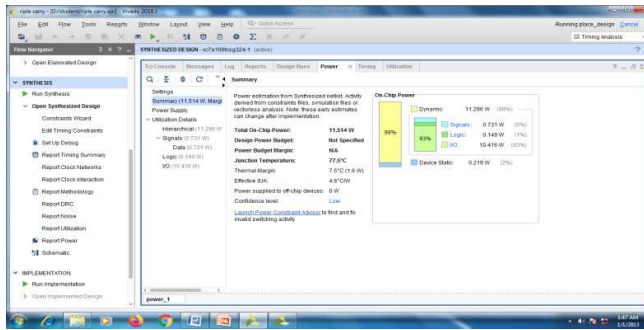 riple carry - [D:/vstudent/riple carry.xpr] - Vivado 2018.1
File Edit Flow Tools Reports Window Layout View Help Quick Access
Running place_design Cancel
Timing Analysis
Flow Navigator
SYNTHESIZED DESIGN - xc7a100tcsg324-1 (active)
Open Elaborated Design
SYNTHESIS
Run Synthesis
Open Synthesized Design
Constraints Wizard
Edit Timing Constraints
Set Up Debug
Report Timing Summary
Report Clock Networks
Report Clock Interaction
Report Methodology
Report DRC
Report Noise
Report Utilization
Report Power
Schematic
IMPLEMENTATION
Run Implementation
Open Implemented Design
Tcl Console Messages Log Reports Design Runs Power Timing Utilization
Settings
Summary (11.514 W, Margi
Power Supply
Utilization Details
Hierarchical (11.296 W
Signals (0.731 W)
Data (0.731 W)
Logic (0.148 W)
I/O (10.416 W)
Summary
Power estimation from Synthesized netlist. Activity
derived from constraints files, simulation files or
vectorless analysis. Note: these early estimates
can change after implementation.
Total On-Chip Power: 11.514 W
Design Power Budget: Not Specified
Power Budget Margin: N/A
Junction Temperature: 77.5°C
Thermal Margin: 7.5°C (1.6 W)
Effective θJA: 4.6°C/W
Power supplied to off-chip devices: 0 W
Confidence level: Low
Launch Power Constraint Advisor to find and fix
invalid switching activity
On-Chip Power
Dynamic: 11.296 W (98%)
98%
93%
Signals: 0.731 W (6%)
Logic: 0.148 W (1%)
I/O: 10.416 W (93%)
Device Static: 0.219 W (2%)
power_1
1:47 AM